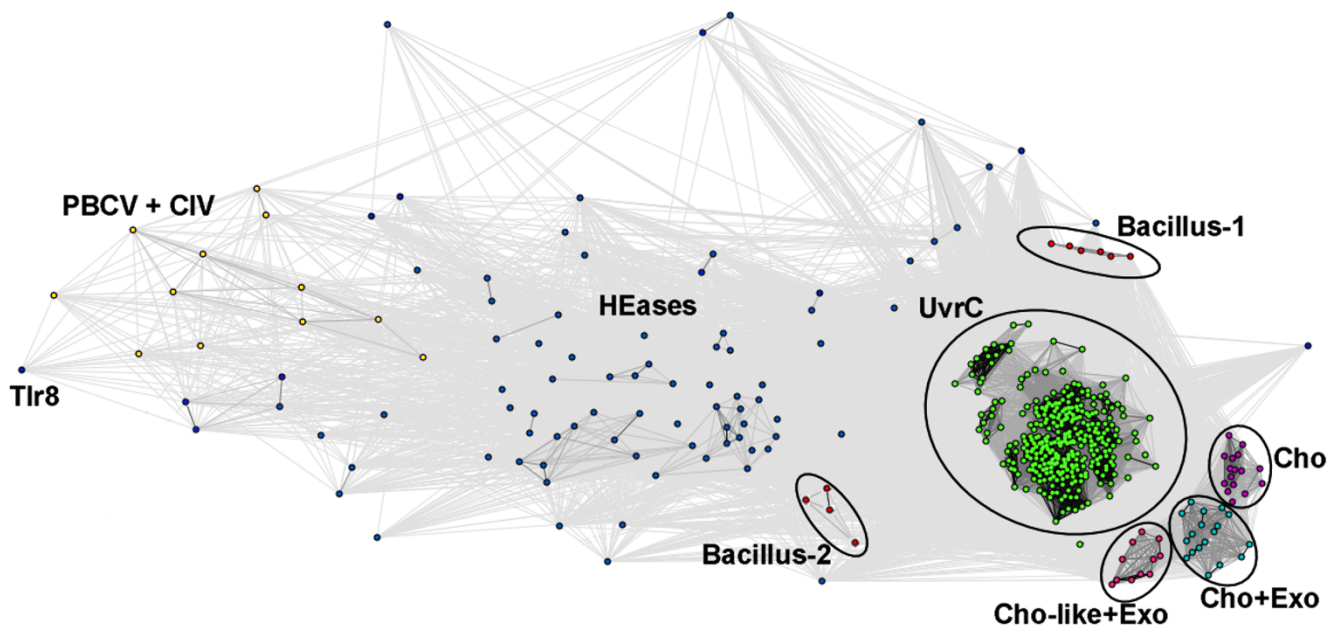 PBCV + CIV
Bacillus-1
HEases
UvrC
Tlr8
Cho
Bacillus-2
Cho+Exo
Cho-like+Exo